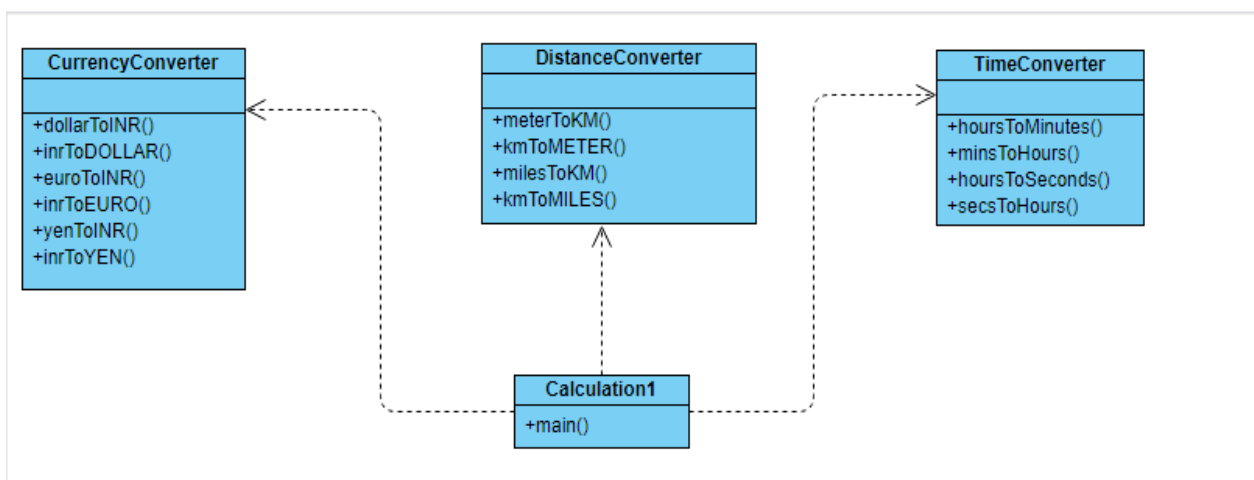 CurrencyConverter
+dollarToINR()
+inrToDOLLAR()
+euroToINR()
+inrToEURO()
+yenToINR()
+inrToYEN()
DistanceConverter
+meterToKM()
+kmToMETER()
+milesToKM()
+kmToMILES()
TimeConverter
+hoursToMinutes()
+minsToHours()
+hoursToSeconds()
+secsToHours()
Calculation1
+main()